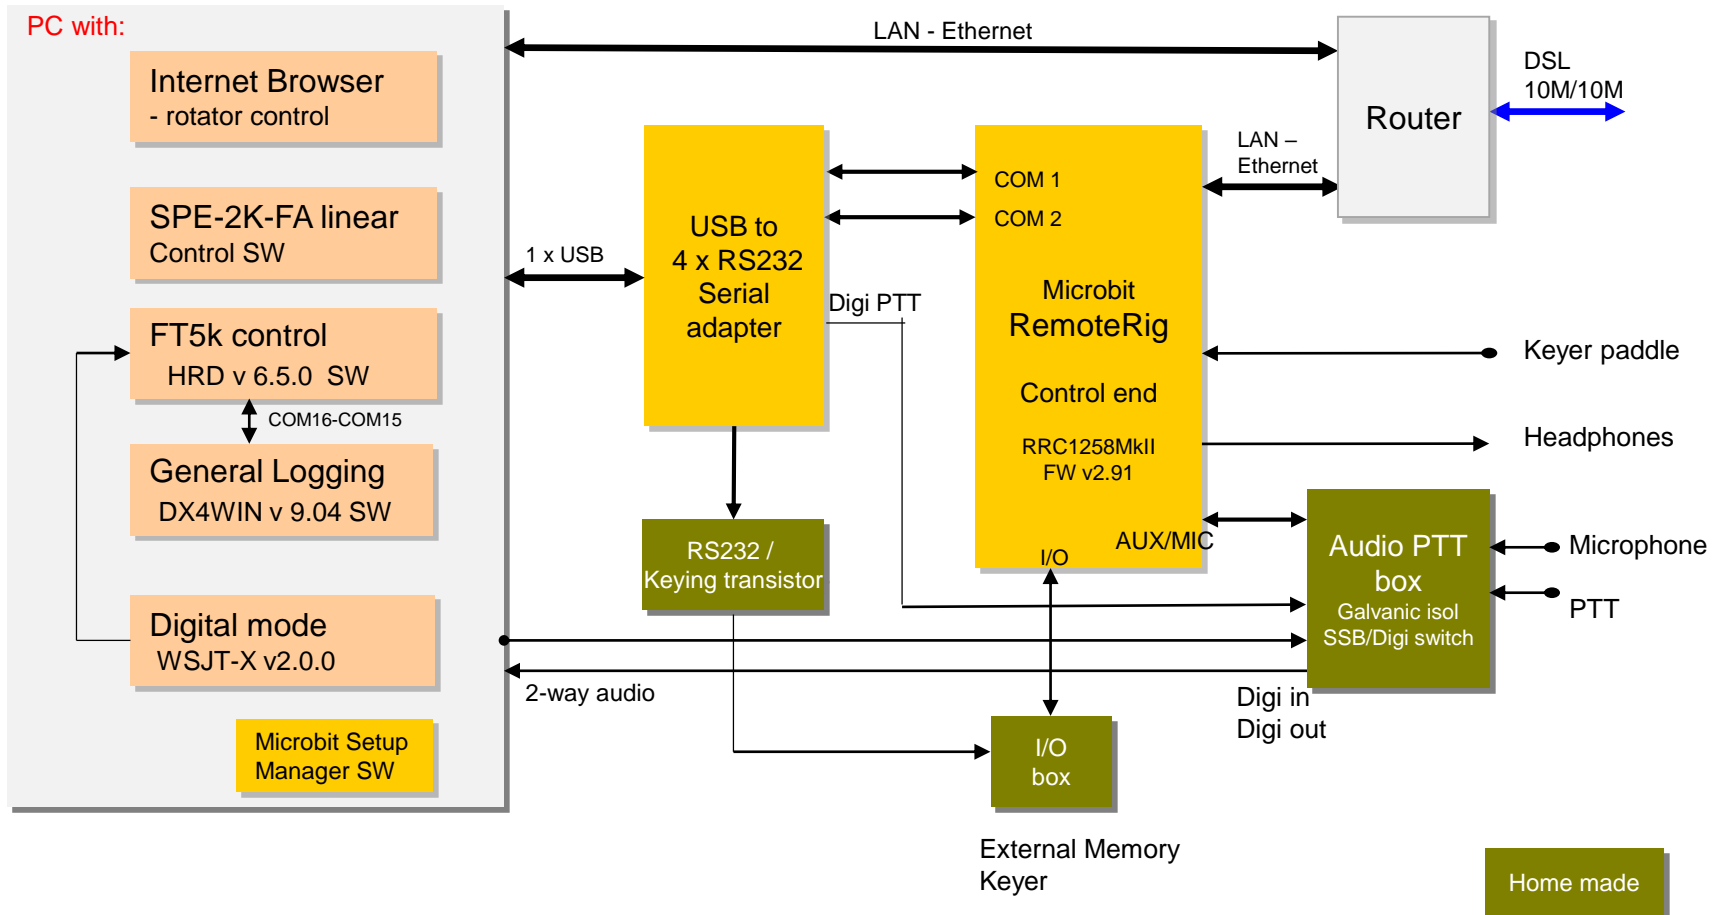 PC with:
Internet Browser
- rotator control
SPE-2K-FA linear
Control SW
FT5k control
HRD v 6.5.0 SW
COM16-COM15
General Logging
DX4WIN v 9.04 SW
Digital mode
WSJT-X v2.0.0
Microbit Setup
Manager SW
LAN - Ethernet
1 x USB
USB to
4 x RS232
Serial
adapter
Digi PTT
RS232 /
Keying transistor
2-way audio
COM 1
COM 2
Microbit
RemoteRig
Control end
RRC1258MkII
FW v2.91
AUX/MIC
I/O
I/O
box
External Memory
Keyer
LAN –
Ethernet
Router
DSL
10M/10M
Keyer paddle
Headphones
Audio PTT
box
Galvanic isol
SSB/Digi switch
Microphone
PTT
Digi in
Digi out
Home made